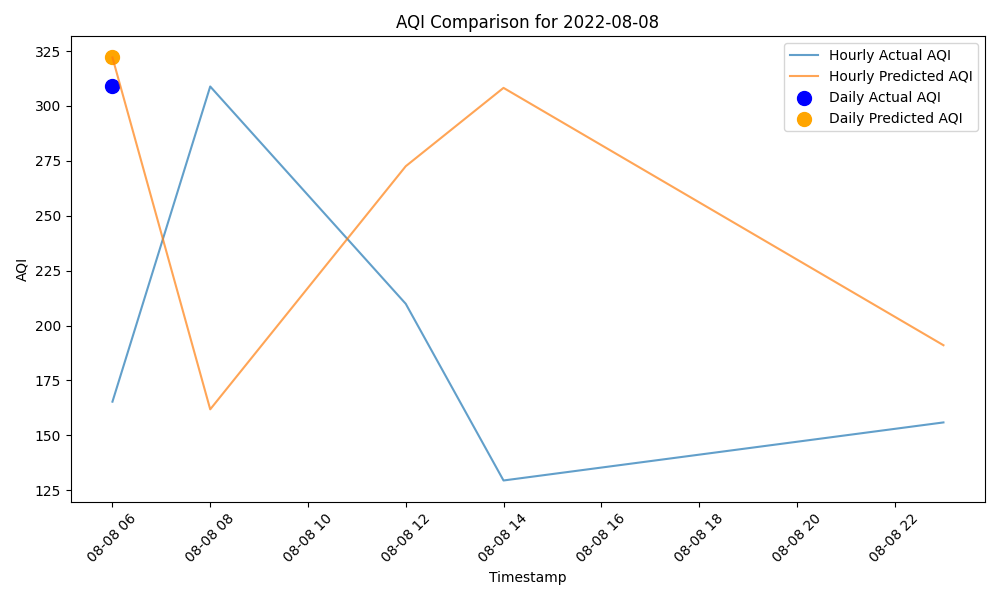 AQI Comparison for 2022-08-08
Hourly Actual AQI
Hourly Predicted AQI
Daily Actual AQI
Daily Predicted AQI
AQI
325
300
275
250
225
200
175
150
125
08-08 06
08-08 08
08-08 10
08-08 12
08-08 14
08-08 16
08-08 18
08-08 20
08-08 22
Timestamp